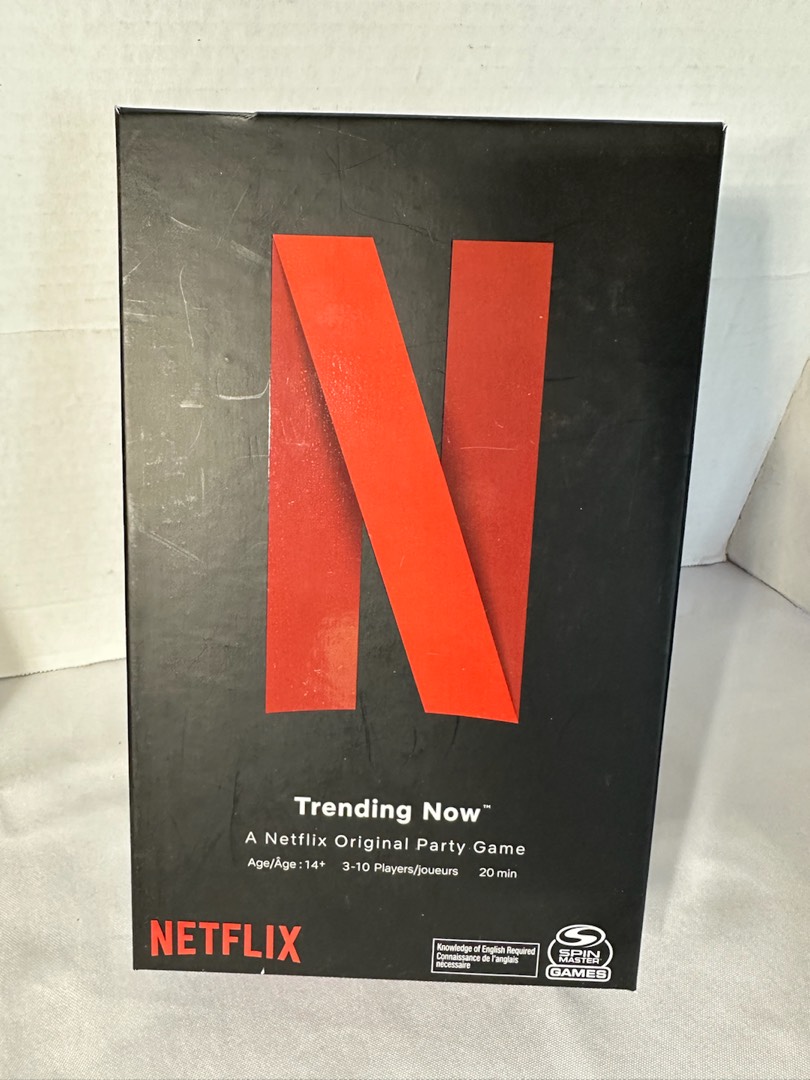 N
Trending Now™
A Netflix Original Party Game
Age/Âge : 14+ 3-10 Players/joueurs 20 min
NETFLIX
Knowledge of English Required
Connaissance de l'anglais
nécessaire
SPIN
MASTER
GAMES